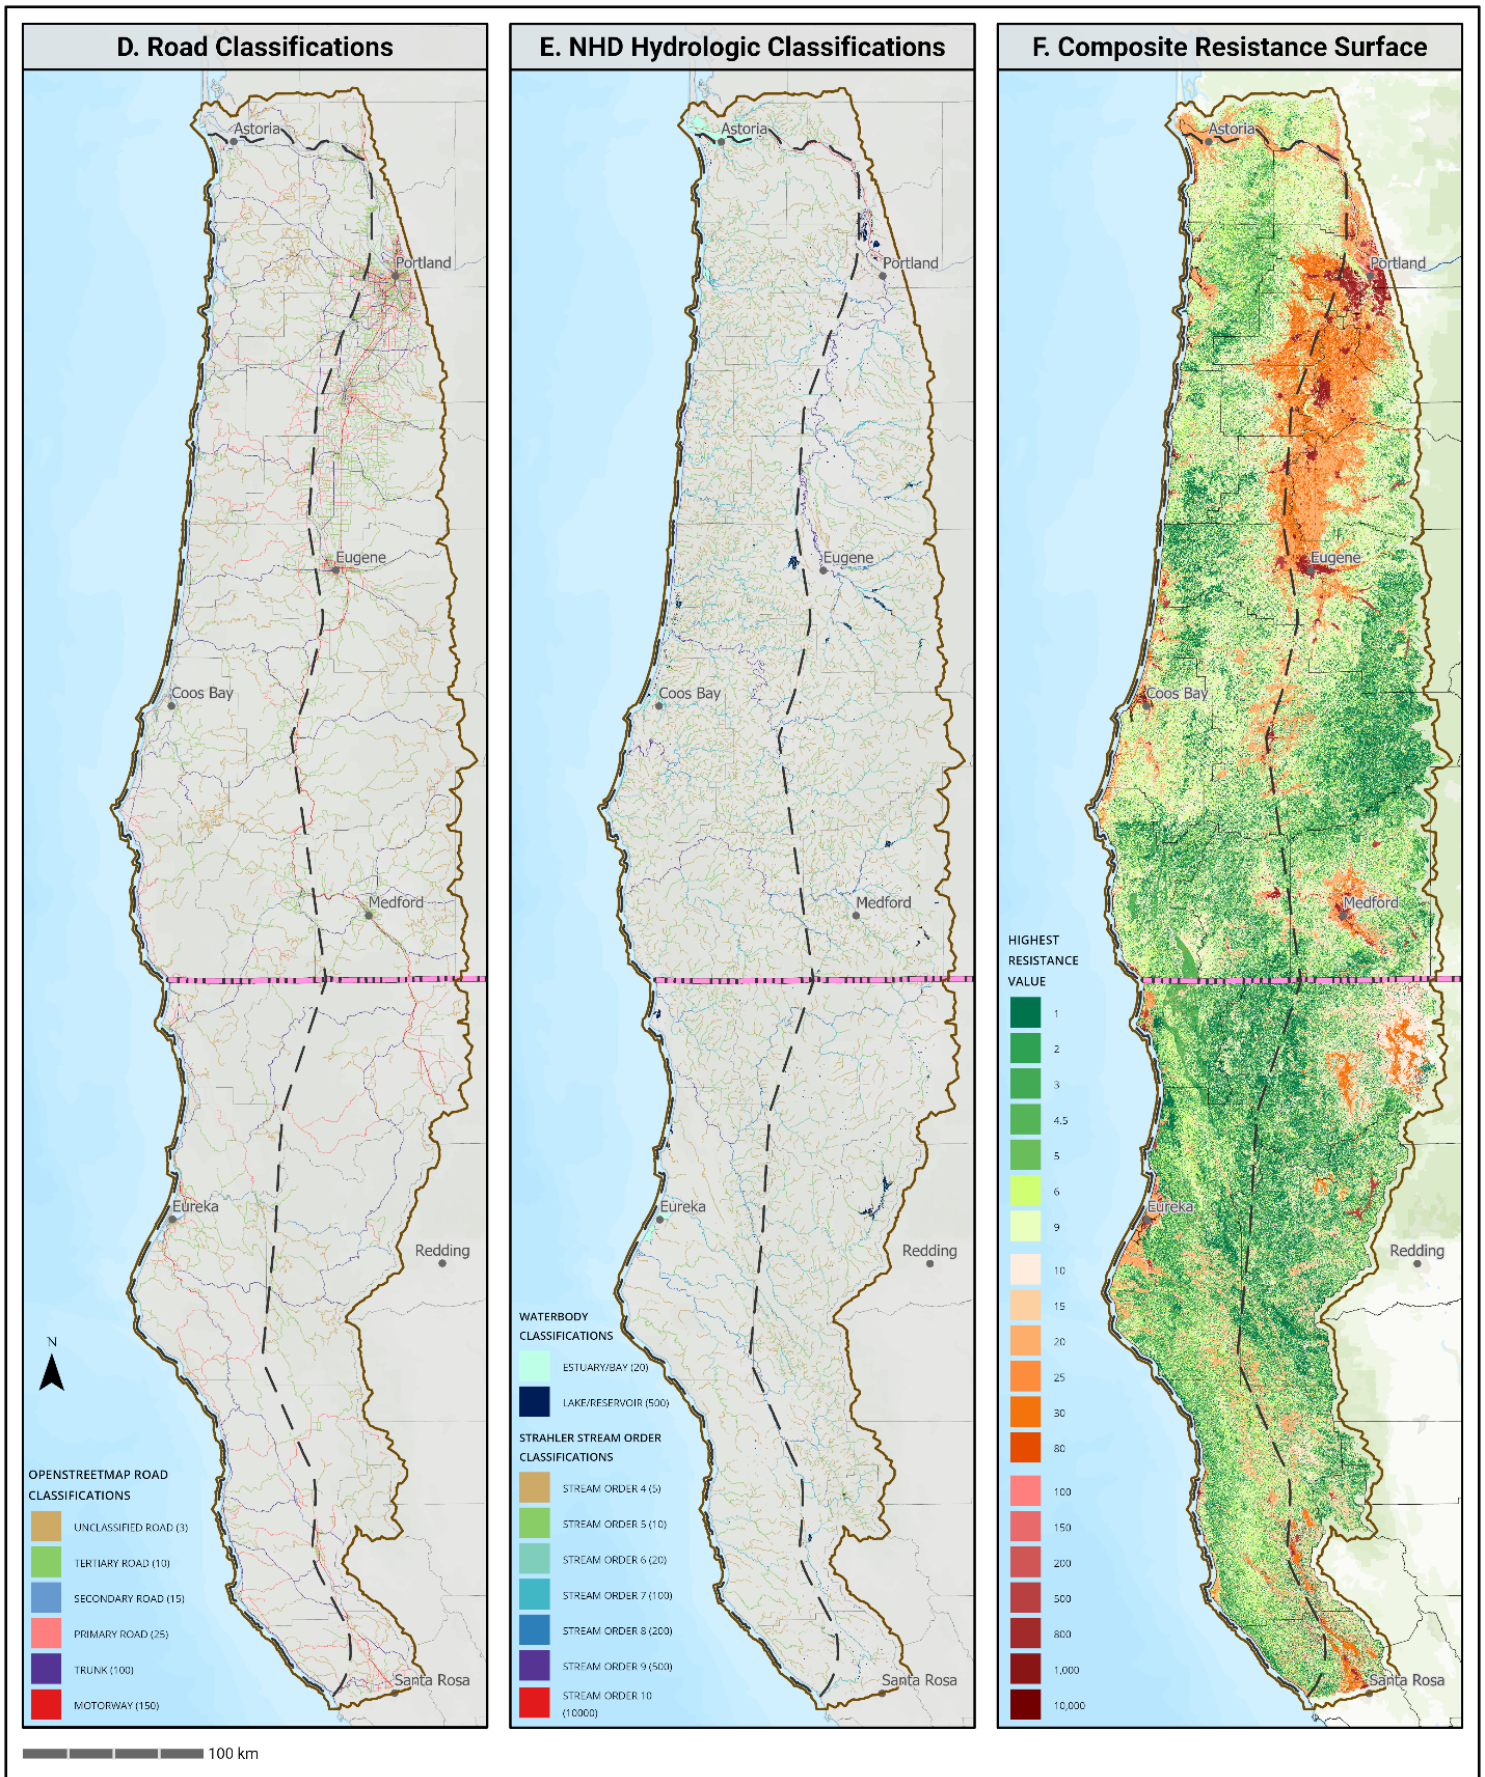 D. Road Classifications
Astoria
Portland
Eugene
Coos Bay
Medford
Eureka
Redding
Santa Rosa
N
OPENSTREETMAP ROAD
CLASSIFICATIONS
UNCLASSIFIED ROAD (3)
TERTIARY ROAD (10)
SECONDARY ROAD (15)
PRIMARY ROAD (25)
TRUNK (100)
MOTORWAY (150)
100 km
E. NHD Hydrologic Classifications
Astoria
Portland
Eugene
Coos Bay
Medford
Eureka
Redding
Santa Rosa
WATERBODY
CLASSIFICATIONS
ESTUARY/BAY (20)
LAKE/RESERVOIR (500)
STRAHLER STREAM ORDER
CLASSIFICATIONS
STREAM ORDER 4 (5)
STREAM ORDER 5 (10)
STREAM ORDER 6 (20)
STREAM ORDER 7 (100)
STREAM ORDER 8 (200)
STREAM ORDER 9 (500)
STREAM ORDER 10
(10000)
F. Composite Resistance Surface
Astoria
Portland
Eugene
Coos Bay
Medford
Eureka
Redding
Santa Rosa
HIGHEST
RESISTANCE
VALUE
1
2
3
4.5
5
6
9
10
15
20
25
30
80
100
150
200
500
800
1,000
10,000